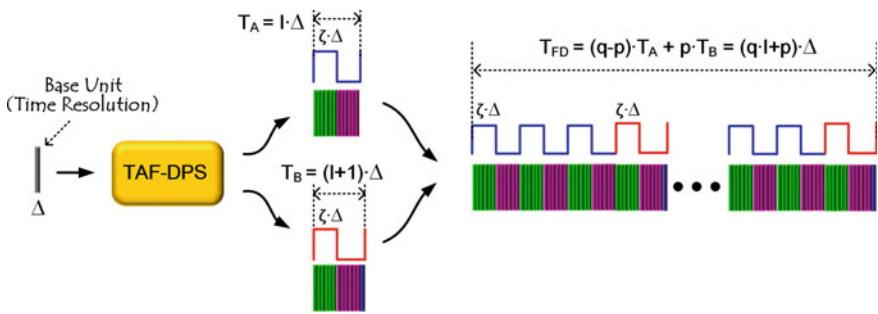 Base Unit
(Time Resolution)
Δ
TAF-DPS
T_A = I·Δ
ζ·Δ
T_B = (I+1)·Δ
ζ·Δ
T_FD = (q-p)·T_A + p·T_B = (q·I+p)·Δ
ζ·Δ ζ·Δ